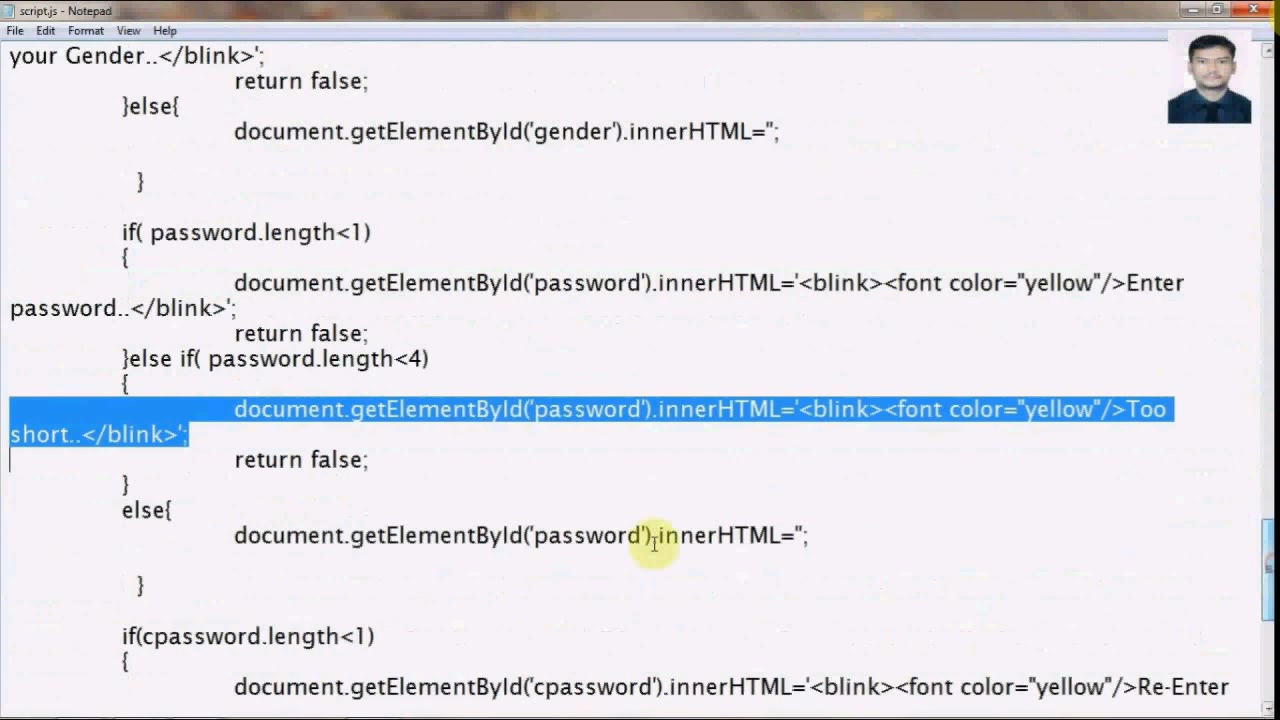 script.js - Notepad
File Edit Format View Help
your Gender..</blink>';
return false;
}else{
document.getElementById('gender').innerHTML='';
}
if( password.length<1)
{
document.getElementById('password').innerHTML='<blink><font color="yellow"/>Enter
password..</blink>';
return false;
}else if( password.length<4)
{
document.getElementById('password').innerHTML='<blink><font color="yellow"/>Too
short..</blink>';
return false;
}
else{
document.getElementById('password').innerHTML='';
}
if(cpassword.length<1)
{
document.getElementById('cpassword').innerHTML='<blink><font color="yellow"/>Re-Enter